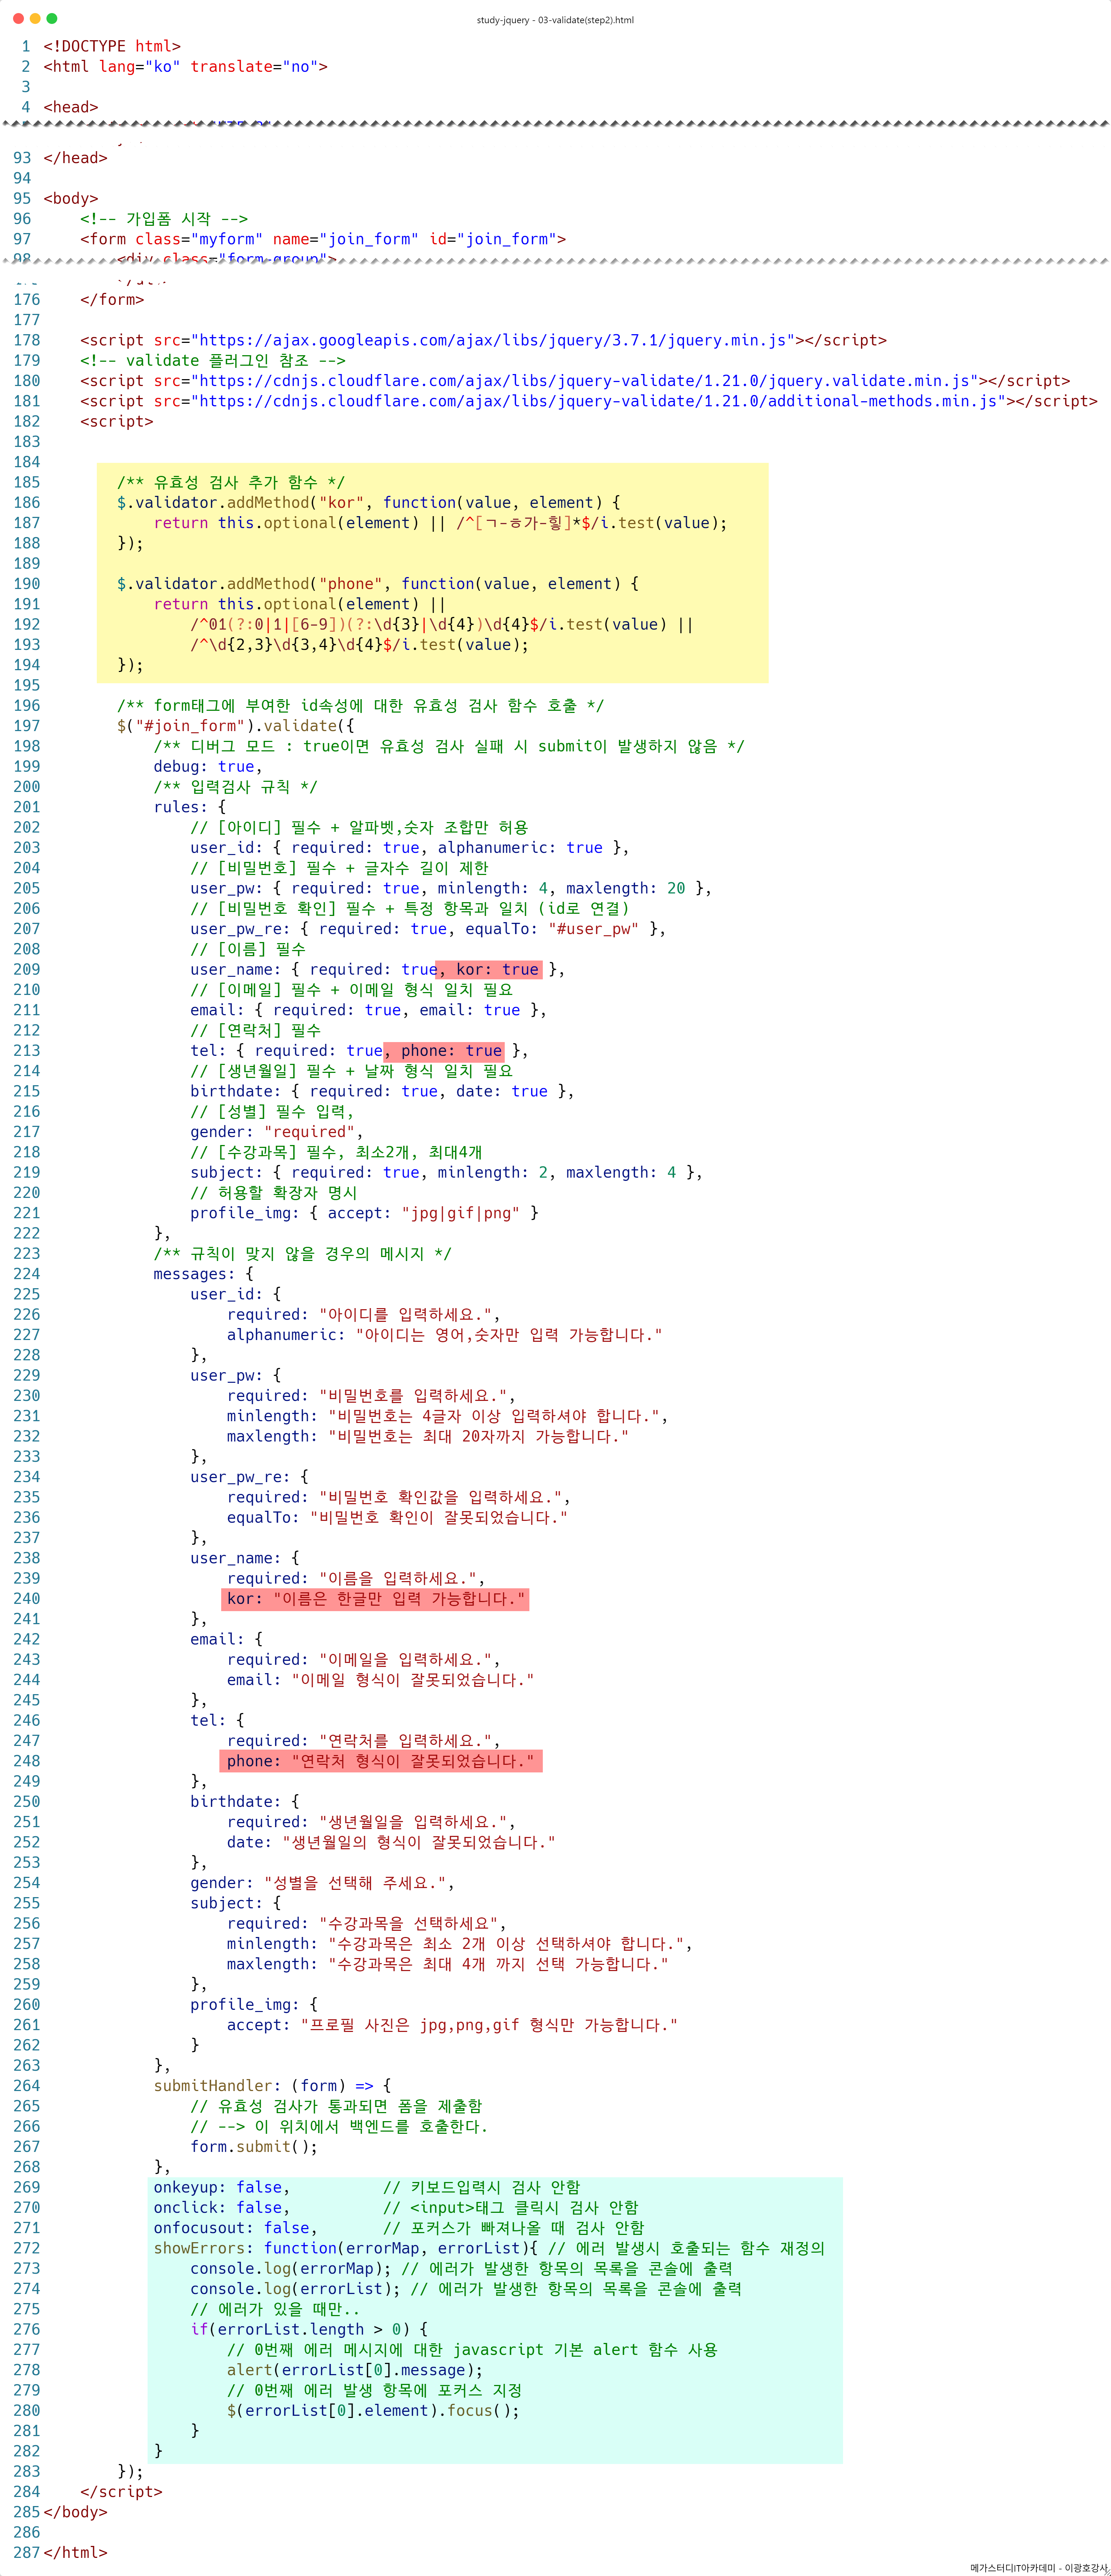 study-jquery - 03-validate(step2).html
1 <!DOCTYPE html>
2 <html lang="ko" translate="no">
3
4 <head>
93 </head>
94
95 <body>
96     <!-- 가입폼 시작 -->
97     <form class="myform" name="join_form" id="join_form">
98         <div class="form-group">
176     </form>
177
178     <script src="https://ajax.googleapis.com/ajax/libs/jquery/3.7.1/jquery.min.js"></script>
179     <!-- validate 플러그인 참조 -->
180     <script src="https://cdnjs.cloudflare.com/ajax/libs/jquery-validate/1.21.0/jquery.validate.min.js"></script>
181     <script src="https://cdnjs.cloudflare.com/ajax/libs/jquery-validate/1.21.0/additional-methods.min.js"></script>
182     <script>
183
184
185         /** 유효성 검사 추가 함수 */
186         $.validator.addMethod("kor", function(value, element) {
187             return this.optional(element) || /^[ㄱ-ㅎ가-힣]*$/i.test(value);
188         });
189
190         $.validator.addMethod("phone", function(value, element) {
191             return this.optional(element) ||
192                 /^01(?:0|1|[6-9])(?:\d{3}|\d{4})\d{4}$/i.test(value) ||
193                 /^\d{2,3}\d{3,4}\d{4}$/i.test(value);
194         });
195
196         /** form태그에 부여한 id속성에 대한 유효성 검사 함수 호출 */
197         $("#join_form").validate({
198             /** 디버그 모드 : true이면 유효성 검사 실패 시 submit이 발생하지 않음 */
199             debug: true,
200             /** 입력검사 규칙 */
201             rules: {
202                 // [아이디] 필수 + 알파벳,숫자 조합만 허용
203                 user_id: { required: true, alphanumeric: true },
204                 // [비밀번호] 필수 + 글자수 길이 제한
205                 user_pw: { required: true, minlength: 4, maxlength: 20 },
206                 // [비밀번호 확인] 필수 + 특정 항목과 일치 (id로 연결)
207                 user_pw_re: { required: true, equalTo: "#user_pw" },
208                 // [이름] 필수
209                 user_name: { required: true, kor: true },
210                 // [이메일] 필수 + 이메일 형식 일치 필요
211                 email: { required: true, email: true },
212                 // [연락처] 필수
213                 tel: { required: true, phone: true },
214                 // [생년월일] 필수 + 날짜 형식 일치 필요
215                 birthdate: { required: true, date: true },
216                 // [성별] 필수 입력,
217                 gender: "required",
218                 // [수강과목] 필수, 최소2개, 최대4개
219                 subject: { required: true, minlength: 2, maxlength: 4 },
220                 // 허용할 확장자 명시
221                 profile_img: { accept: "jpg|gif|png" }
222             },
223             /** 규칙이 맞지 않을 경우의 메시지 */
224             messages: {
225                 user_id: {
226                     required: "아이디를 입력하세요.",
227                     alphanumeric: "아이디는 영어,숫자만 입력 가능합니다."
228                 },
229                 user_pw: {
230                     required: "비밀번호를 입력하세요.",
231                     minlength: "비밀번호는 4글자 이상 입력하셔야 합니다.",
232                     maxlength: "비밀번호는 최대 20자까지 가능합니다."
233                 },
234                 user_pw_re: {
235                     required: "비밀번호 확인값을 입력하세요.",
236                     equalTo: "비밀번호 확인이 잘못되었습니다."
237                 },
238                 user_name: {
239                     required: "이름을 입력하세요.",
240                     kor: "이름은 한글만 입력 가능합니다."
241                 },
242                 email: {
243                     required: "이메일을 입력하세요.",
244                     email: "이메일 형식이 잘못되었습니다."
245                 },
246                 tel: {
247                     required: "연락처를 입력하세요.",
248                     phone: "연락처 형식이 잘못되었습니다."
249                 },
250                 birthdate: {
251                     required: "생년월일을 입력하세요.",
252                     date: "생년월일의 형식이 잘못되었습니다."
253                 },
254                 gender: "성별을 선택해 주세요.",
255                 subject: {
256                     required: "수강과목을 선택하세요",
257                     minlength: "수강과목은 최소 2개 이상 선택하셔야 합니다.",
258                     maxlength: "수강과목은 최대 4개 까지 선택 가능합니다."
259                 },
260                 profile_img: {
261                     accept: "프로필 사진은 jpg,png,gif 형식만 가능합니다."
262                 }
263             },
264             submitHandler: (form) => {
265                 // 유효성 검사가 통과되면 폼을 제출함
266                 // --> 이 위치에서 백엔드를 호출한다.
267                 form.submit();
268             },
269             onkeyup: false,          // 키보드입력시 검사 안함
270             onclick: false,          // <input>태그 클릭시 검사 안함
271             onfocusout: false,       // 포커스가 빠져나올 때 검사 안함
272             showErrors: function(errorMap, errorList){ // 에러 발생시 호출되는 함수 재정의
273                 console.log(errorMap); // 에러가 발생한 항목의 목록을 콘솔에 출력
274                 console.log(errorList); // 에러가 발생한 항목의 목록을 콘솔에 출력
275                 // 에러가 있을 때만..
276                 if(errorList.length > 0) {
277                     // 0번째 에러 메시지에 대한 javascript 기본 alert 함수 사용
278                     alert(errorList[0].message);
279                     // 0번째 에러 발생 항목에 포커스 지정
280                     $(errorList[0].element).focus();
281                 }
282             }
283         });
284     </script>
285 </body>
286
287 </html>
메가스터디IT아카데미 - 이광호강사